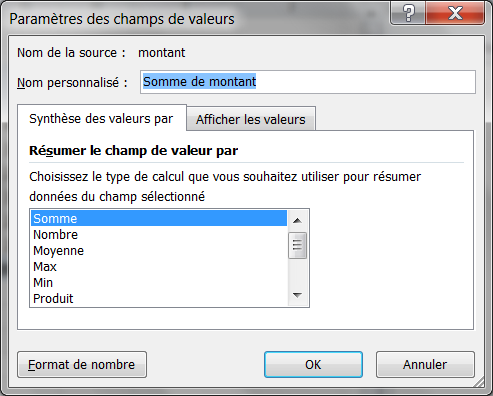 Paramètres des champs de valeurs
Nom de la source : montant
Nom personnalisé : Somme de montant
Synthèse des valeurs par Afficher les valeurs
Résumer le champ de valeur par
Choisissez le type de calcul que vous souhaitez utiliser pour résumer
données du champ sélectionné
Somme
Nombre
Moyenne
Max
Min
Produit
Format de nombre OK Annuler